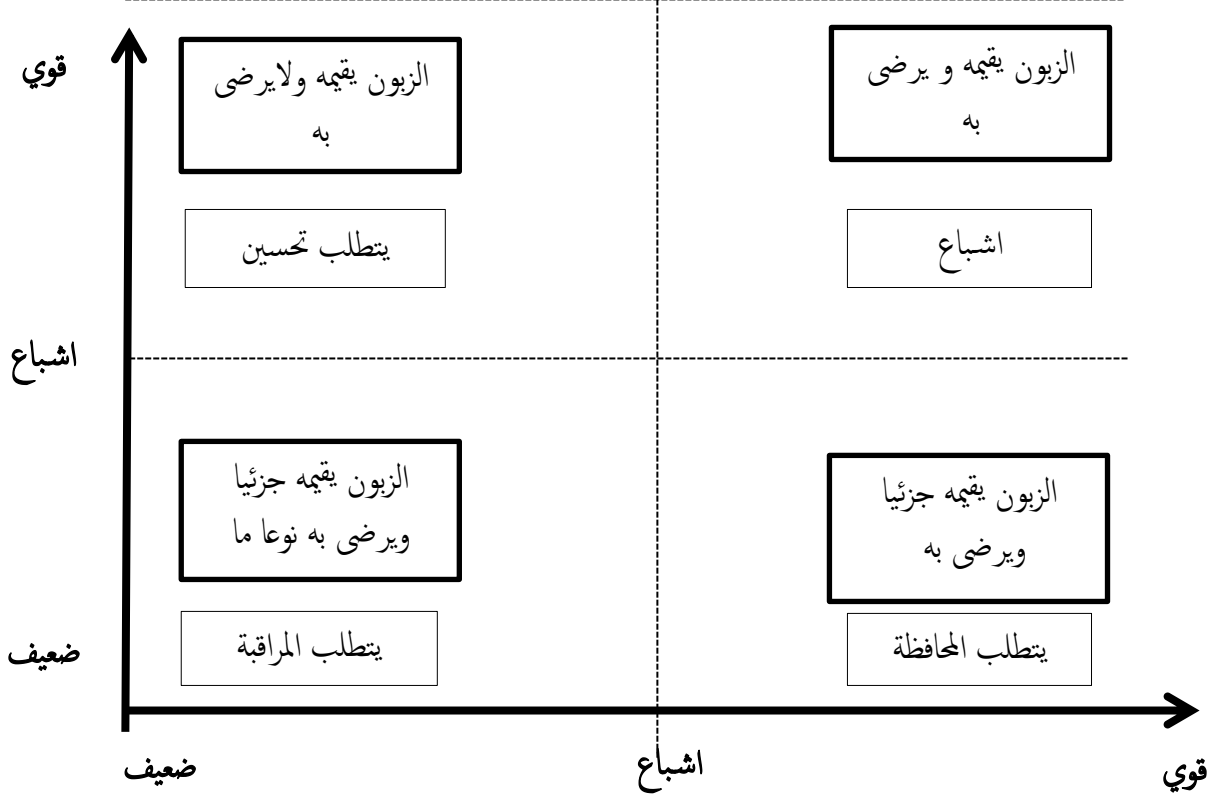 قوي
الزبون يقيمه و يرضى
به
الزبون يقيمه ولايرضى
به
اشباع
يتطلب تحسين
اشباع
الزبون يقيمه جزئيا
ويرضى به
الزبون يقيمه جزئيا
ويرضى به نوعا ما
يتطلب المحافظة
يتطلب المراقبة
ضعيف
قوي
اشباع
ضعيف